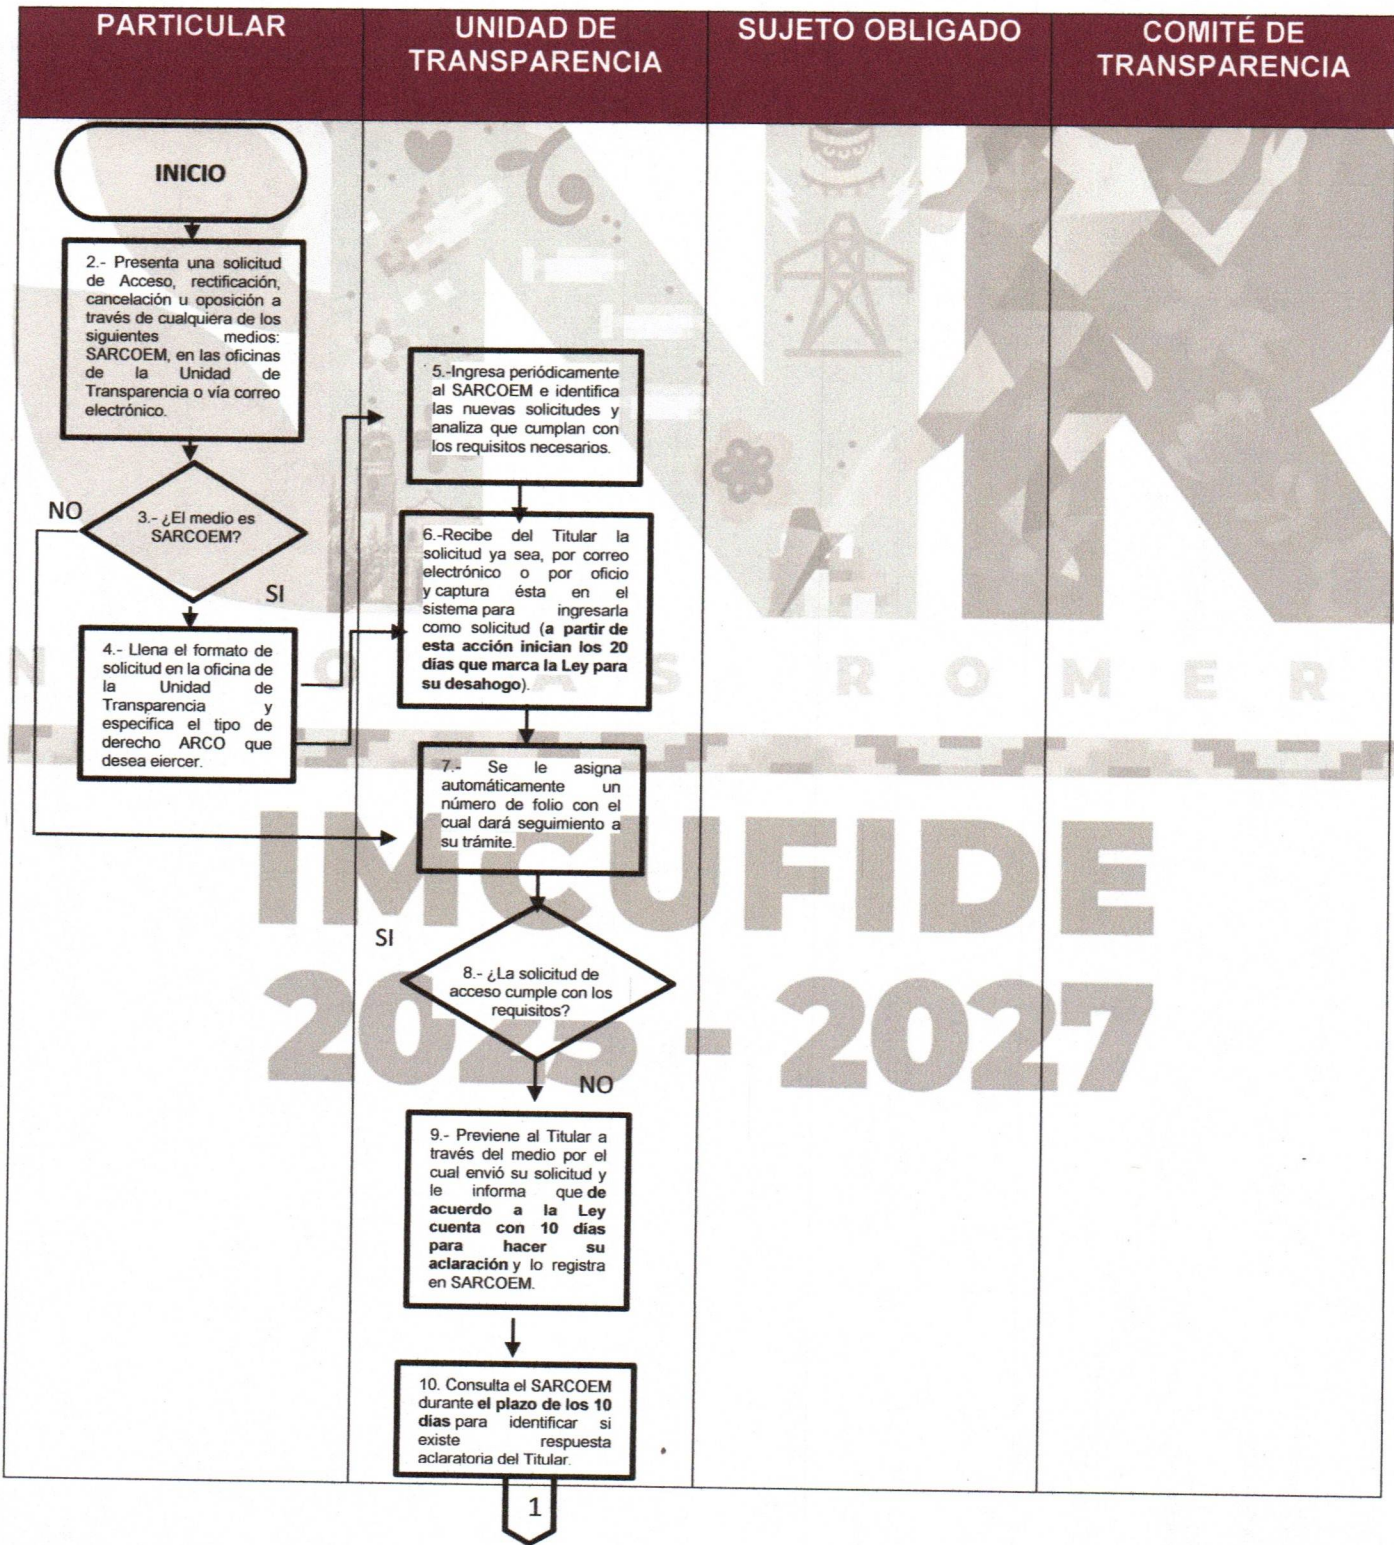 PARTICULAR
UNIDAD DE
TRANSPARENCIA
SUJETO OBLIGADO
COMITÉ DE
TRANSPARENCIA
INICIO
2.- Presenta una solicitud
de Acceso, rectificación,
cancelación u oposición a
través de cualquiera de los
siguientes medios:
SARCOEM, en las oficinas
de la Unidad de
Transparencia o vía correo
electrónico.
NO
3.- ¿El medio es
SARCOEM?
SI
4.- Llena el formato de
solicitud en la oficina de
la Unidad de
Transparencia y
especifica el tipo de
derecho ARCO que
desea eiercer.
5.-Ingresa periódicamente
al SARCOEM e identifica
las nuevas solicitudes y
analiza que cumplan con
los requisitos necesarios.
6.-Recibe del Titular la
solicitud ya sea, por correo
electrónico o por oficio
y captura ésta en el
sistema para ingresarla
como solicitud (a partir de
esta acción inician los 20
días que marca la Ley para
su desahogo).
7.- Se le asigna
automáticamente un
número de folio con el
cual dará seguimiento a
su trámite.
SI
8.- ¿La solicitud de
acceso cumple con los
requisitos?
NO
9.- Previene al Titular a
través del medio por el
cual envió su solicitud y
le informa que de
acuerdo a la Ley
cuenta con 10 días
para hacer su
aclaración y lo registra
en SARCOEM.
10. Consulta el SARCOEM
durante el plazo de los 10
días para identificar si
existe respuesta
aclaratoria del Titular.
1
ROMER
IMCUFIDE
2025 - 2027